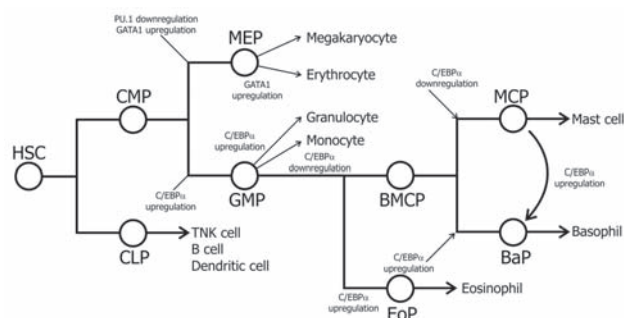 PU.1 downregulation
GATA1 upregulation
MEP
Megakaryocyte
Erythrocyte
GATA1
upregulation
C/EBPα
downregulation
MCP
Mast cell
CMP
Granulocyte
C/EBPα
upregulation
Monocyte
C/EBPα
downregulation
HSC
C/EBPα
upregulation
C/EBPα
upregulation
GMP
BMCP
TNK cell
B cell
Dendritic cell
CLP
C/EBPα
upregulation
Basophil
BaP
Eosinophil
C/EBPα
upregulation
EoP